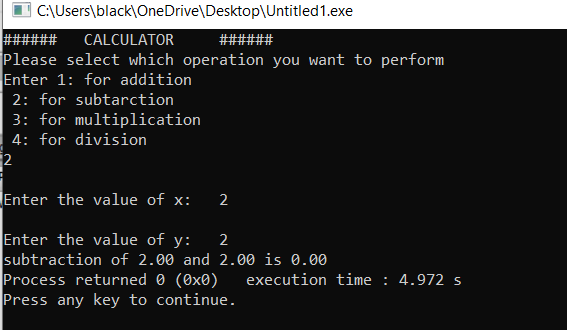 C:\Users\black\OneDrive\Desktop\Untitled1.exe
######   CALCULATOR     ######
Please select which operation you want to perform
Enter 1: for addition
 2: for subtarction
 3: for multiplication
 4: for division
2
Enter the value of x:   2
Enter the value of y:   2
subtraction of 2.00 and 2.00 is 0.00
Process returned 0 (0x0)   execution time : 4.972 s
Press any key to continue.